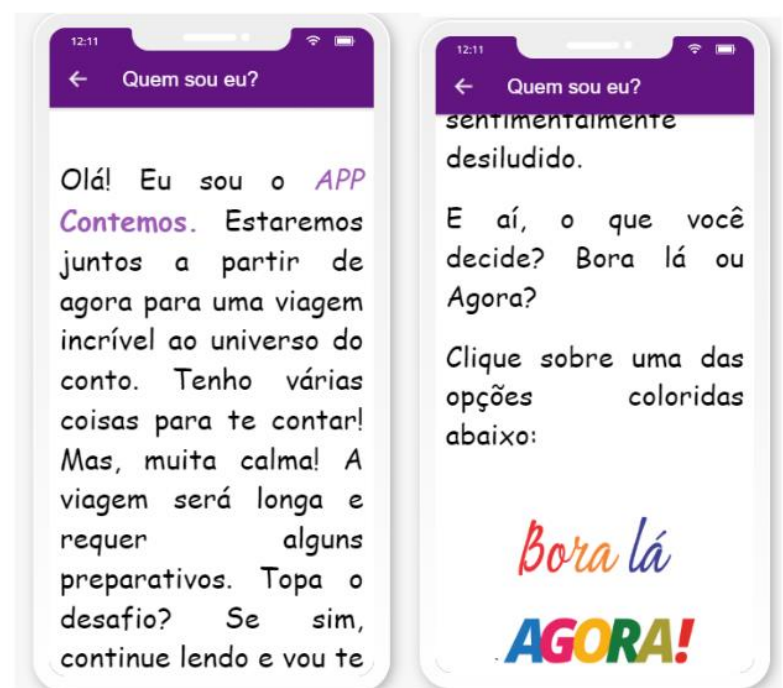 12:11
Quem sou eu?
Olá! Eu sou o APP
Contemos. Estaremos
juntos a partir de
agora para uma viagem
incrível ao universo do
conto. Tenho várias
coisas para te contar!
Mas, muita calma! A
viagem será longa e
requer alguns
preparativos. Topa o
desafio? Se sim,
continue lendo e vou te
12:11
Quem sou eu?
sentimentalmente
desiludido.
E aí, o que você
decide? Bora lá ou
Agora?
Clique sobre uma das
opções coloridas
abaixo:
Bora lá
AGORA!